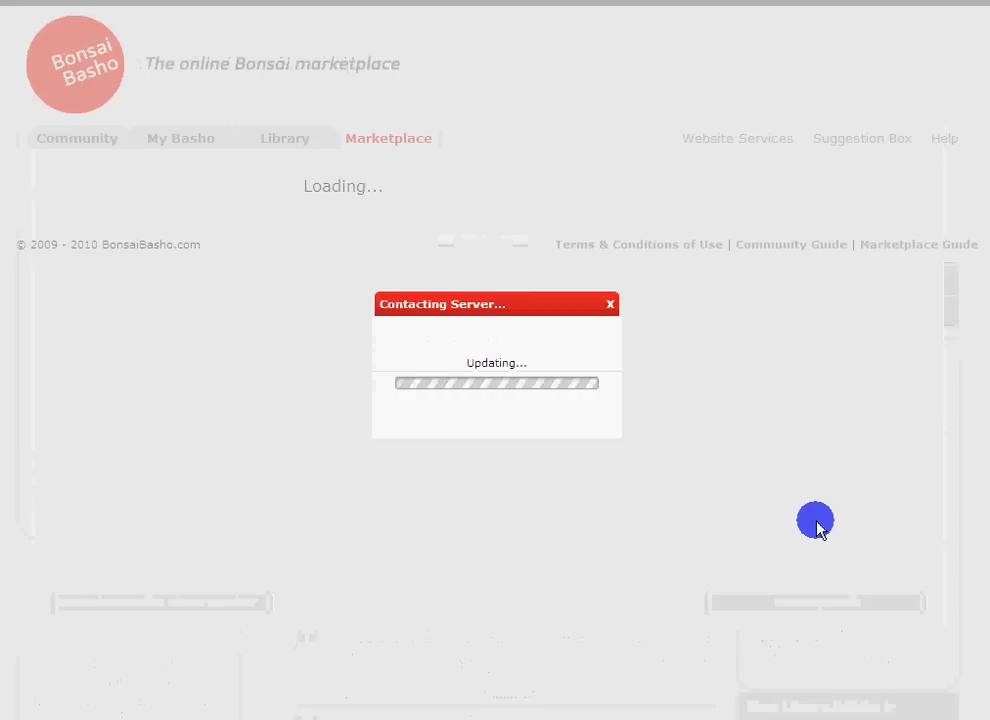 Bonsai
Basho
The online Bonsai marketplace
Community My Basho Library Marketplace Website Services Suggestion Box Help
Loading...
© 2009 - 2010 BonsaiBasho.com Terms & Conditions of Use | Community Guide | Marketplace Guide
Contacting Server... X
Updating...